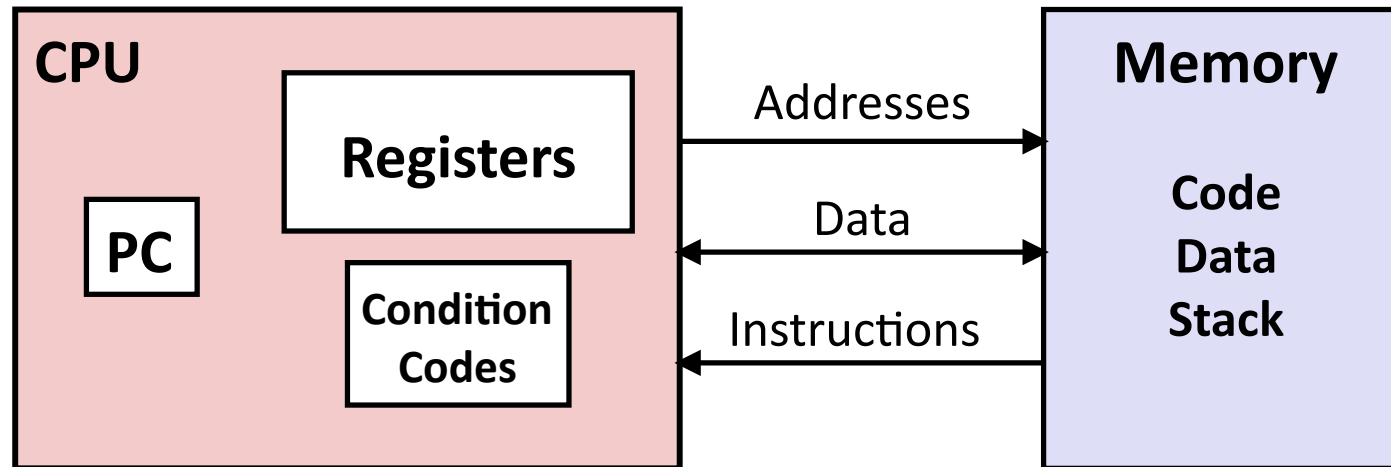 CPU
Registers
PC
Condition
Codes
Addresses
Data
Instructions
Memory
Code
Data
Stack